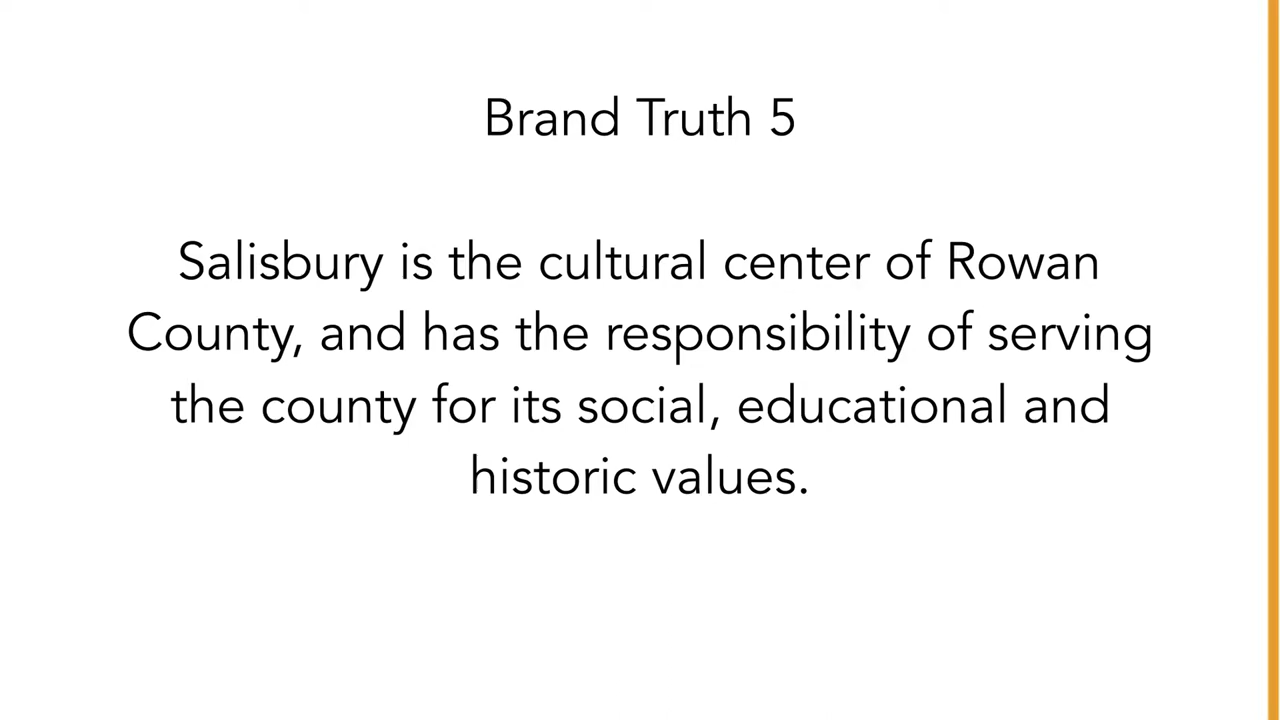 Brand Truth 5
Salisbury is the cultural center of Rowan
County, and has the responsibility of serving
the county for its social, educational and
historic values.